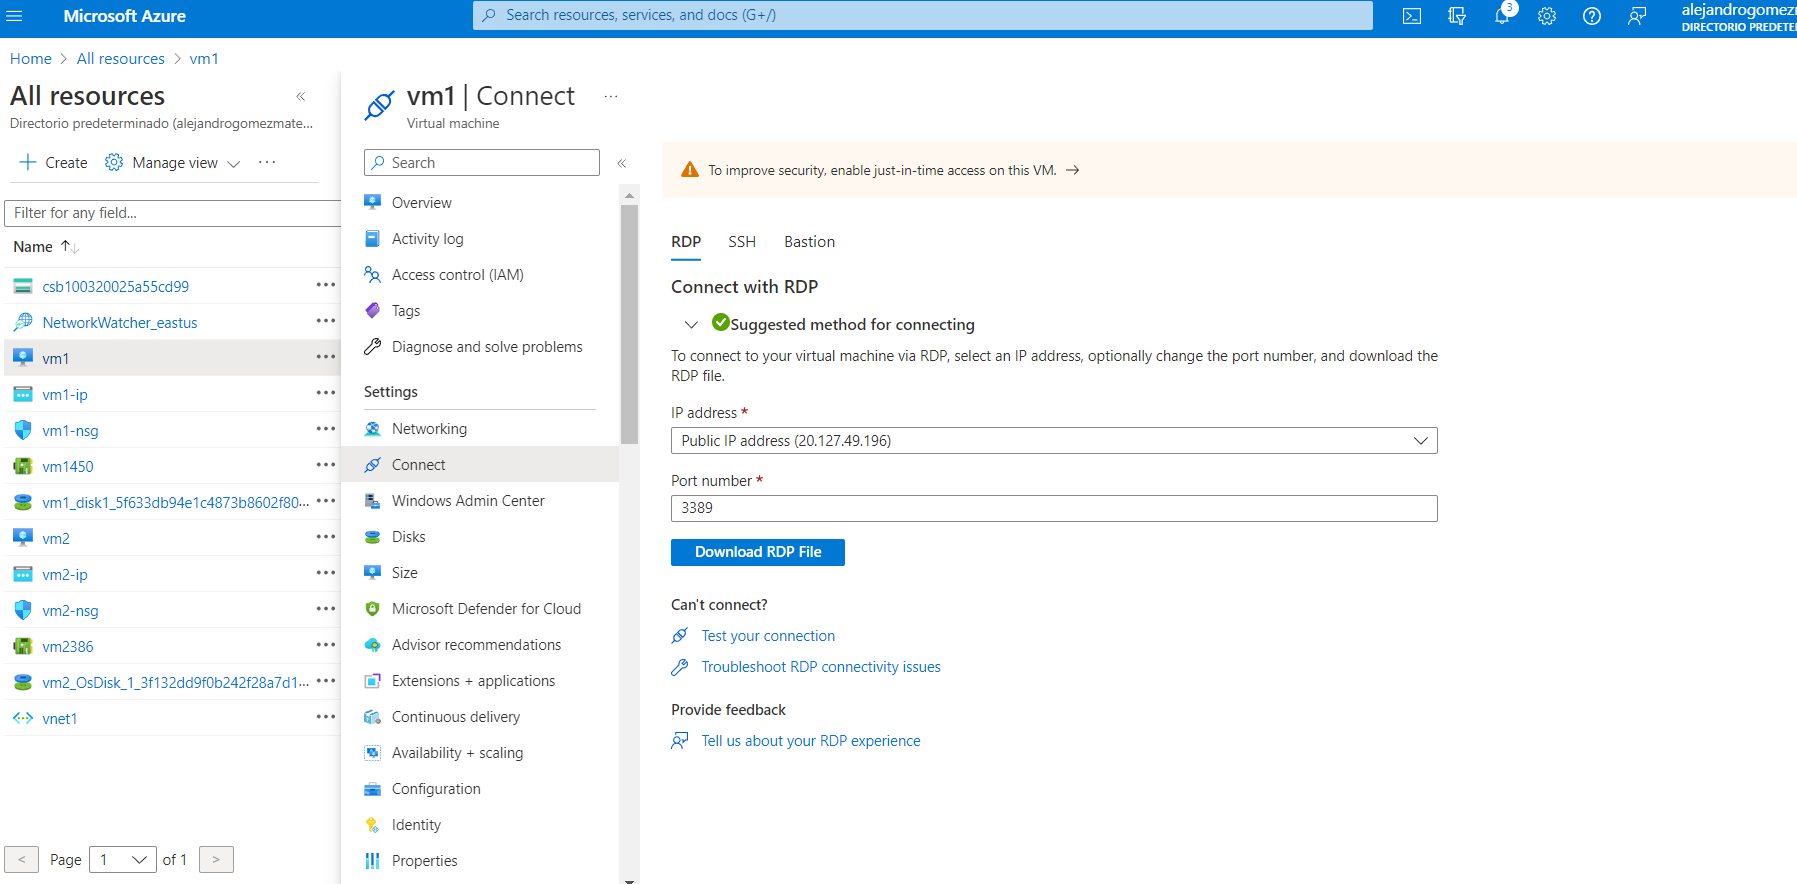 Microsoft Azure
Search resources, services, and docs (G+/)
3
alejandrogomezm
DIRECTORIO PREDETE
Home > All resources > vm1
All resources
Directorio predeterminado (alejandrogomezmate...
Create
Manage view
Filter for any field...
Name
csb100320025a55cd99
NetworkWatcher_eastus
vm1
vm1-ip
vm1-nsg
vm1450
vm1_disk1_5f633db94e1c4873b8602f80...
vm2
vm2-ip
vm2-nsg
vm2386
vm2_OsDisk_1_3f132dd9f0b242f28a7d1...
vnet1
< Page 1 of 1 >
vm1 | Connect ...
Virtual machine
Search
Overview
Activity log
Access control (IAM)
Tags
Diagnose and solve problems
Settings
Networking
Connect
Windows Admin Center
Disks
Size
Microsoft Defender for Cloud
Advisor recommendations
Extensions + applications
Continuous delivery
Availability + scaling
Configuration
Identity
Properties
To improve security, enable just-in-time access on this VM. →
RDP SSH Bastion
Connect with RDP
Suggested method for connecting
To connect to your virtual machine via RDP, select an IP address, optionally change the port number, and download the
RDP file.
IP address *
Public IP address (20.127.49.196)
Port number *
3389
Download RDP File
Can't connect?
Test your connection
Troubleshoot RDP connectivity issues
Provide feedback
Tell us about your RDP experience